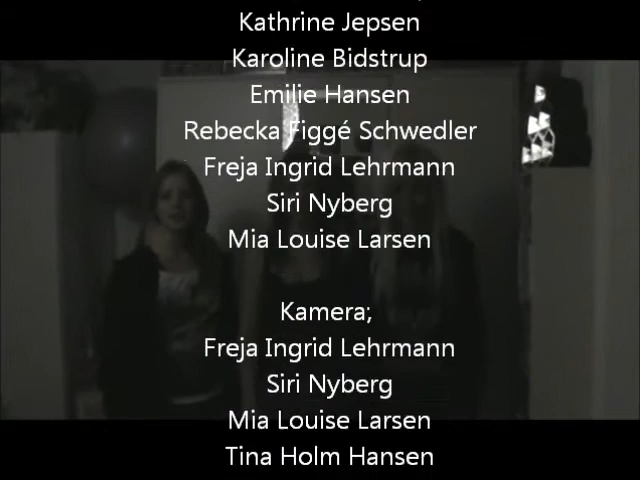 Kathrine Jepsen
Karoline Bidstrup
Emilie Hansen
Rebecka Figgé Schwedler
Freja Ingrid Lehrmann
Siri Nyberg
Mia Louise Larsen
Kamera;
Freja Ingrid Lehrmann
Siri Nyberg
Mia Louise Larsen
Tina Holm Hansen